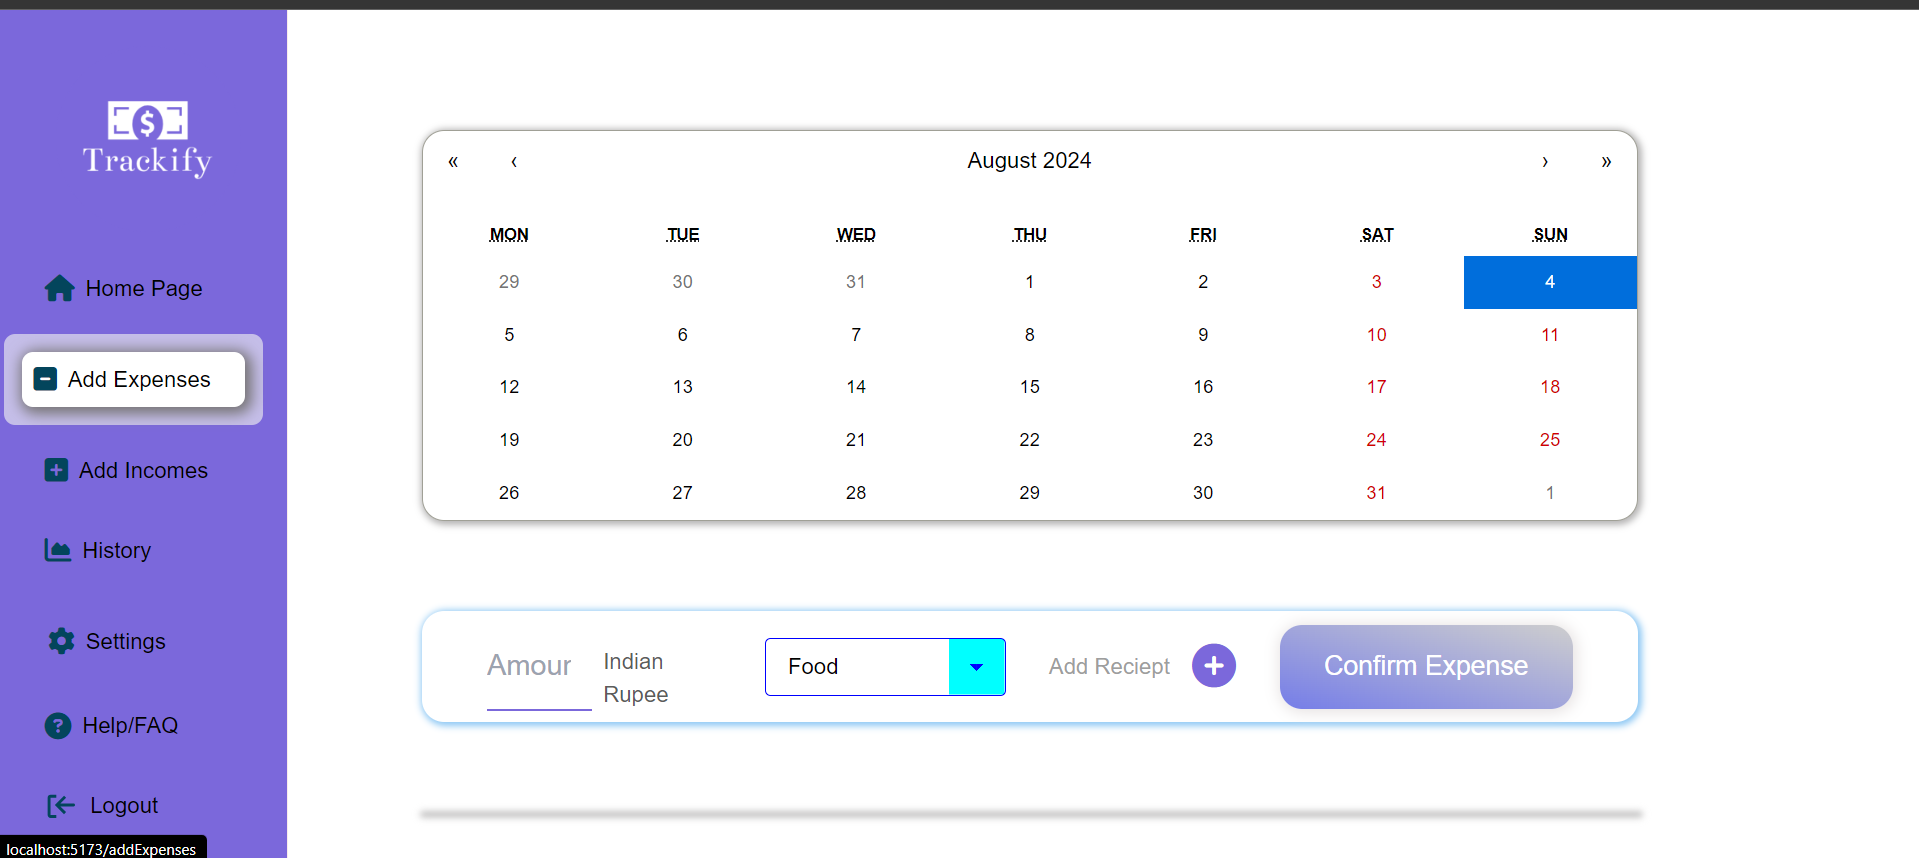 $
Trackify
Home Page
Add Expenses
Add Incomes
History
Settings
? Help/FAQ
Logout
localhost:5173/addExpenses
« ‹ August 2024 › »
MON TUE WED THU FRI SAT SUN
29 30 31 1 2 3 4
5 6 7 8 9 10 11
12 13 14 15 16 17 18
19 20 21 22 23 24 25
26 27 28 29 30 31 1
Amour
Indian
Rupee
Food
Add Reciept
Confirm Expense